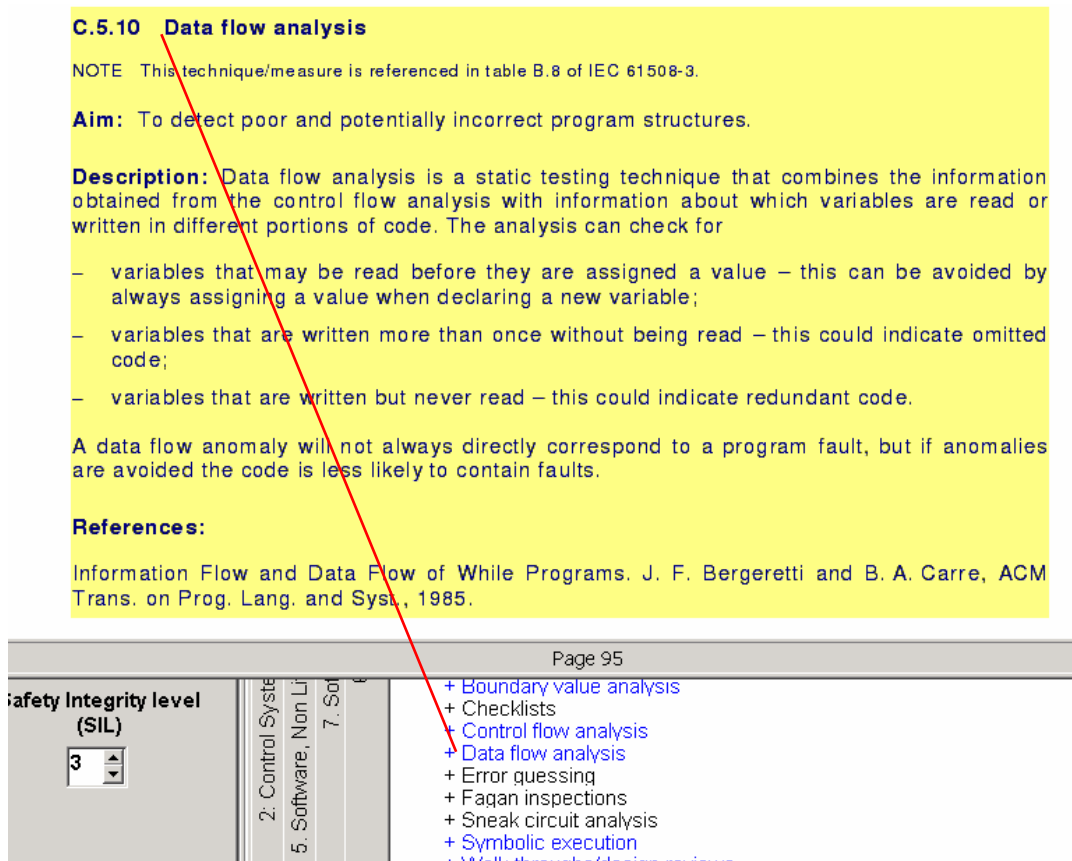 C.5.10 Data flow analysis
NOTE This technique/measure is referenced in table B.8 of IEC 61508-3.
Aim: To detect poor and potentially incorrect program structures.
Description: Data flow analysis is a static testing technique that combines the information
obtained from the control flow analysis with information about which variables are read or
written in different portions of code. The analysis can check for
– variables that may be read before they are assigned a value – this can be avoided by
always assigning a value when declaring a new variable;
– variables that are written more than once without being read – this could indicate omitted
code;
– variables that are written but never read – this could indicate redundant code.
A data flow anomaly will not always directly correspond to a program fault, but if anomalies
are avoided the code is less likely to contain faults.
References:
Information Flow and Data Flow of While Programs. J. F. Bergeretti and B. A. Carre, ACM
Trans. on Prog. Lang. and Syst., 1985.
Page 95
Safety Integrity level
(SIL)
3
2: Control Syste
5. Software, Non Li
7. Sof
+ Boundary value analysis
+ Checklists
+ Control flow analysis
+ Data flow analysis
+ Error guessing
+ Fagan inspections
+ Sneak circuit analysis
+ Symbolic execution
+ Walk-throughs/design reviews